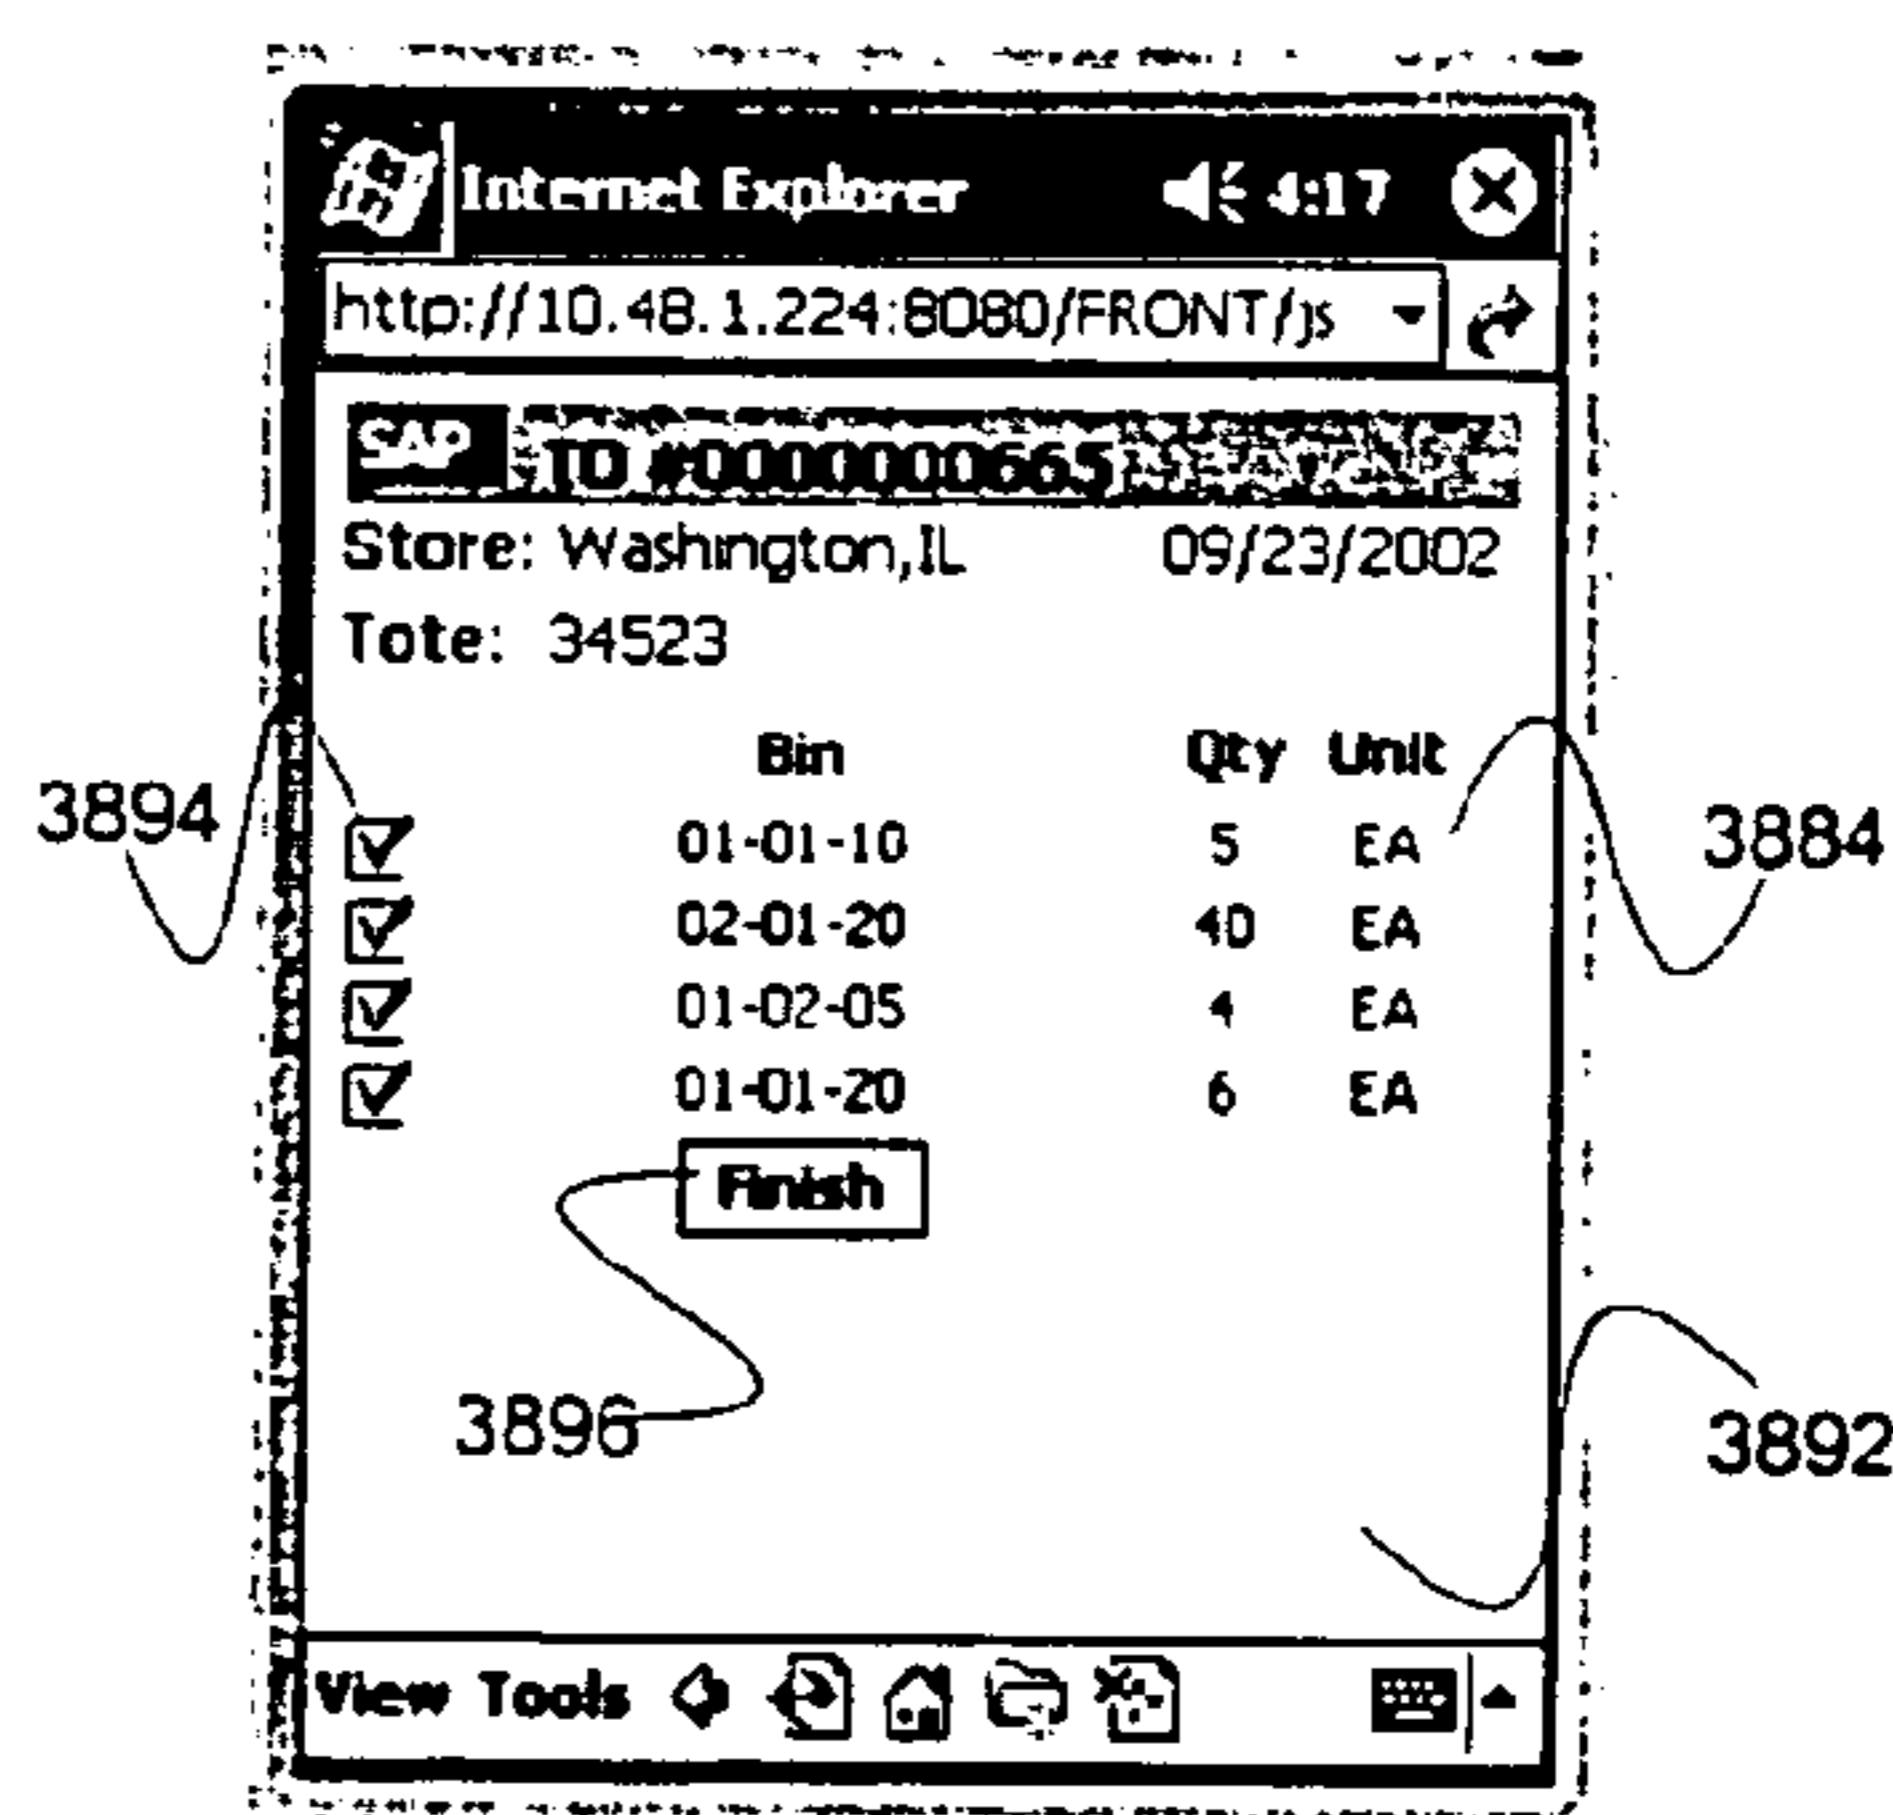 Internet Explorer 4:17
http://10.48.1.224:8080/FRONT/js
SAP TO #0000000665
Store: Washington,IL 09/23/2002
Tote: 34523
Bin Qty Unit
3894
01-01-10 5 EA
3884
02-01-20 40 EA
01-02-05 4 EA
01-01-20 6 EA
Finish
3896
3892
View Tools